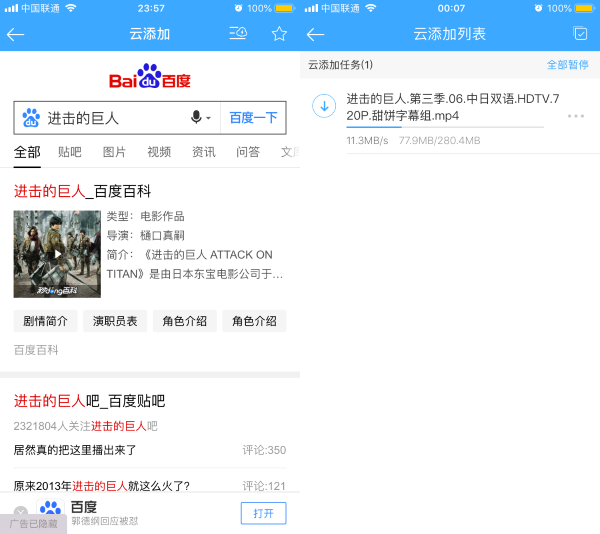 中国联通
23:57
100%
云添加
Bai du 百度
进击的巨人
百度一下
全部
贴吧
图片
视频
资讯
问答
进击的巨人_百度百科
秒dǒng百科
类型：电影作品
导演：樋口真嗣
简介：《进击的巨人 ATTACK ON
TITAN》是由日本东宝电影公司于...
剧情简介
演职员表
角色介绍
角色介绍
百度百科
进击的巨人吧_百度贴吧
2321804人关注进击的巨人吧
居然真的把这里播出来了
评论:350
原来2013年进击的巨人就这么火了?
评论:121
百度
郭德纲回应被怼
打开
广告已隐藏
中国联通
00:07
100%
云添加列表
云添加任务(1)
全部暂停
进击的巨人.第三季.06.中日双语.HDTV.7
20P.甜饼字幕组.mp4
11.3MB/s
77.9MB/280.4MB